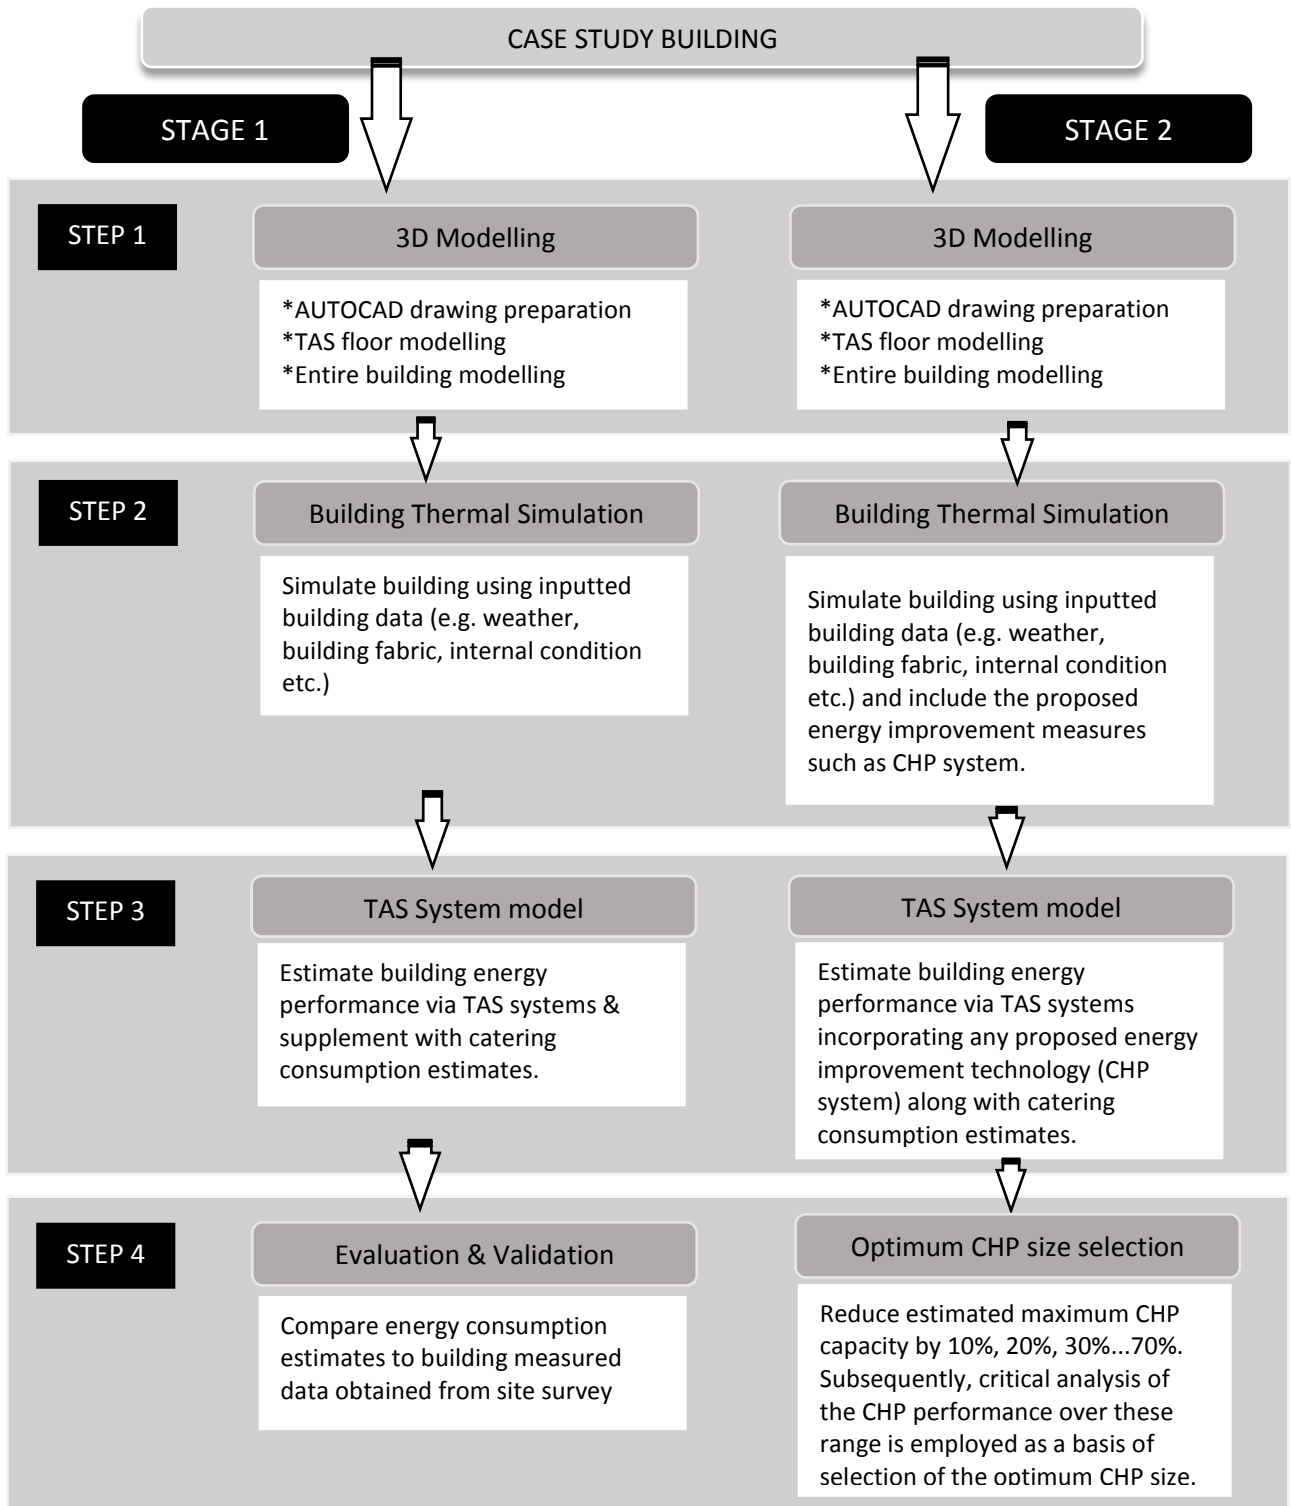 CASE STUDY BUILDING
STAGE 1
STAGE 2
STEP 1
3D Modelling
*AUTOCAD drawing preparation
*TAS floor modelling
*Entire building modelling
3D Modelling
*AUTOCAD drawing preparation
*TAS floor modelling
*Entire building modelling
STEP 2
Building Thermal Simulation
Simulate building using inputted
building data (e.g. weather,
building fabric, internal condition
etc.)
Building Thermal Simulation
Simulate building using inputted
building data (e.g. weather,
building fabric, internal condition
etc.) and include the proposed
energy improvement measures
such as CHP system.
STEP 3
TAS System model
Estimate building energy
performance via TAS systems &
supplement with catering
consumption estimates.
TAS System model
Estimate building energy
performance via TAS systems
incorporating any proposed energy
improvement technology (CHP
system) along with catering
consumption estimates.
STEP 4
Evaluation & Validation
Compare energy consumption
estimates to building measured
data obtained from site survey
Optimum CHP size selection
Reduce estimated maximum CHP
capacity by 10%, 20%, 30%...70%.
Subsequently, critical analysis of
the CHP performance over these
range is employed as a basis of
selection of the optimum CHP size.